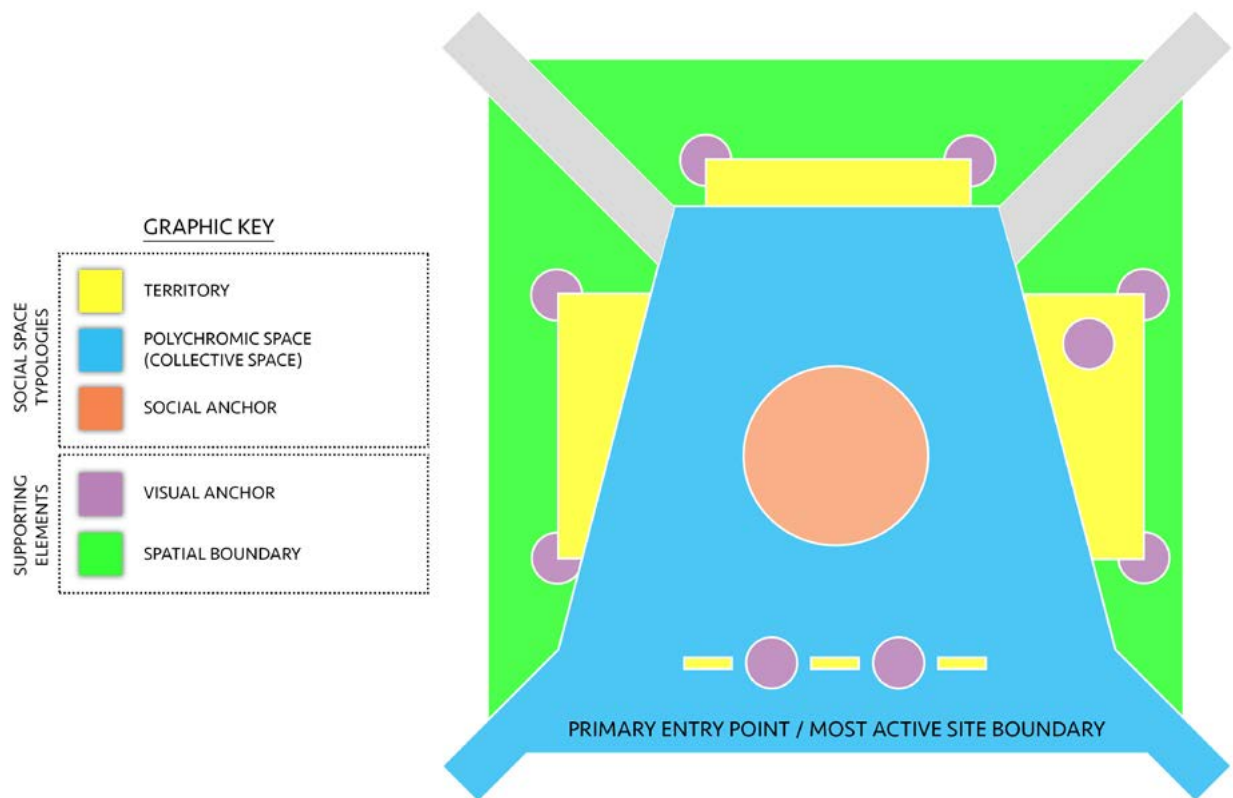 GRAPHIC KEY
SOCIAL SPACE
TYPOLOGIES
TERRITORY
POLYCHROMIC SPACE
(COLLECTIVE SPACE)
SOCIAL ANCHOR
SUPPORTING
ELEMENTS
VISUAL ANCHOR
SPATIAL BOUNDARY
PRIMARY ENTRY POINT / MOST ACTIVE SITE BOUNDARY